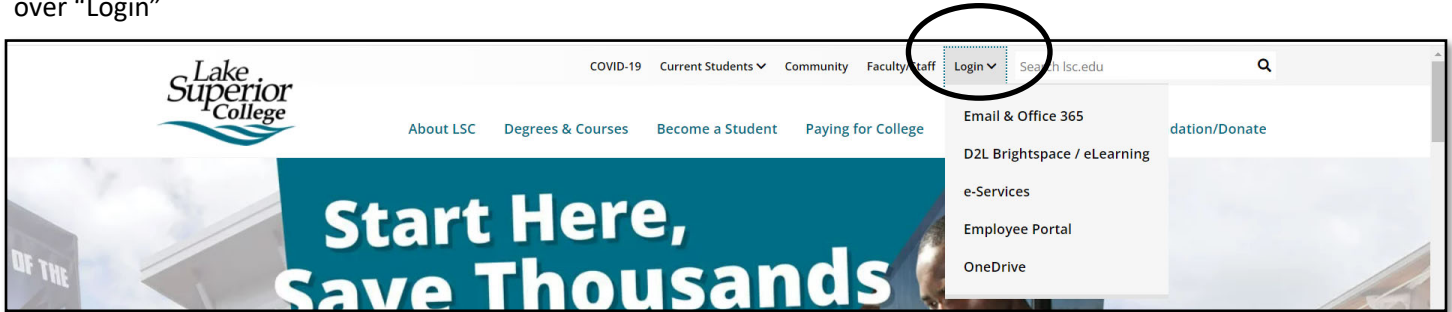 over “Login”
Lake
Superior
College
COVID-19 Current Students Community Faculty/Staff Login Search lsc.edu
About LSC Degrees & Courses Become a Student Paying for College dation/Donate
Email & Office 365
D2L Brightspace / eLearning
e-Services
Employee Portal
OneDrive
OF THE
Start Here,
Save Thousands